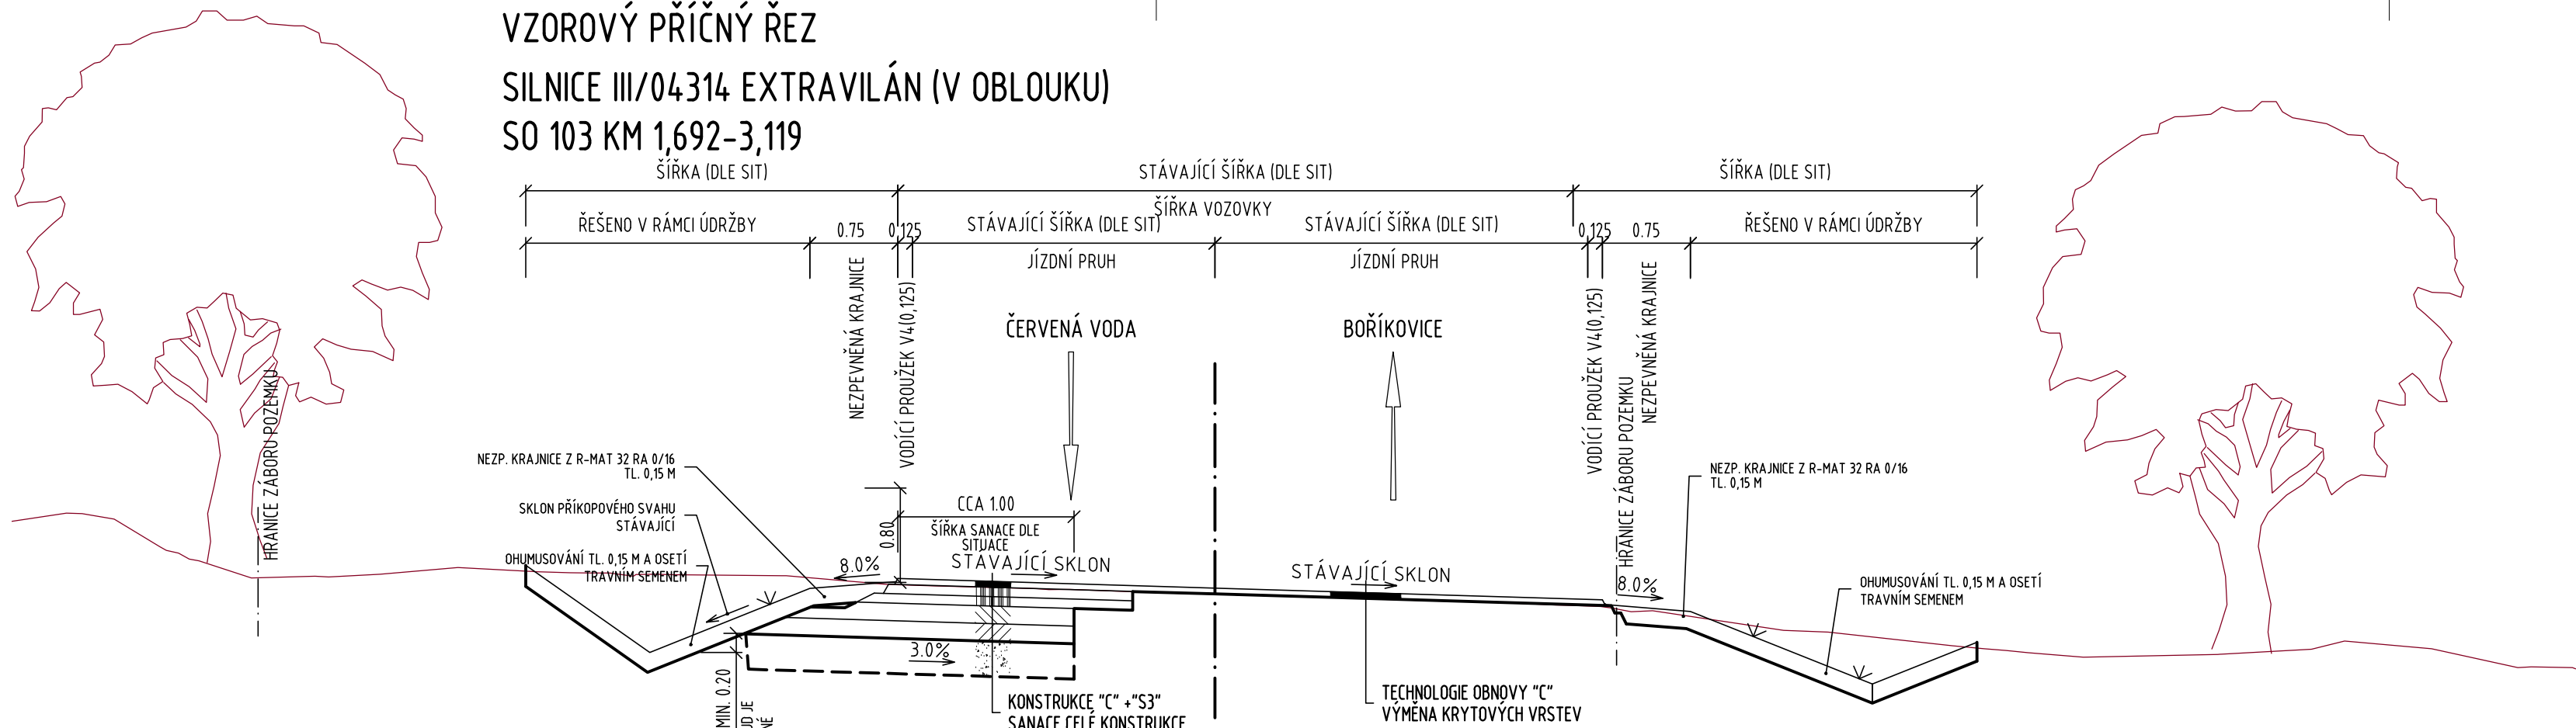 VZOROVÝ PŘÍČNÝ ŘEZ
SILNICE III/04314 EXTRAVILÁN (V OBLOUKU)
SO 103 KM 1,692-3,119
ŠÍŘKA (DLE SIT)
STÁVAJÍCÍ ŠÍŘKA (DLE SIT)
ŠÍŘKA (DLE SIT)
ŠÍŘKA VOZOVKY
ŘEŠENO V RÁMCI ÚDRŽBY
0.75
0,125
STÁVAJÍCÍ ŠÍŘKA (DLE SIT)
STÁVAJÍCÍ ŠÍŘKA (DLE SIT)
0,125
0.75
ŘEŠENO V RÁMCI ÚDRŽBY
JÍZDNÍ PRUH
JÍZDNÍ PRUH
NEZPEVNĚNÁ KRAJNICE
VODÍCÍ PROUŽEK V4(0,125)
ČERVENÁ VODA
BOŘÍKOVICE
VODÍCÍ PROUŽEK V4(0,125)
NEZPEVNĚNÁ KRAJNICE
HRANICE ZÁBORU POZEMKU
HRANICE ZÁBORU POZEMKU
NEZP. KRAJNICE Z R-MAT 32 RA 0/16
TL. 0,15 M
SKLON PŘÍKOPOVÉHO SVAHU
STÁVAJÍCÍ
OHUMUSOVÁNÍ TL. 0,15 M A OSETÍ
TRAVNÍM SEMENEM
NEZP. KRAJNICE Z R-MAT 32 RA 0/16
TL. 0,15 M
CCA 1.00
0.80
ŠÍŘKA SANACE DLE
SITUACE
STÁVAJÍCÍ SKLON
STÁVAJÍCÍ SKLON
8.0%
8.0%
OHUMUSOVÁNÍ TL. 0,15 M A OSETÍ
TRAVNÍM SEMENEM
3.0%
MIN. 0.20
JE
KONSTRUKCE "C" +"S3"
SANACE CELÉ KONSTRUKCE
TECHNOLOGIE OBNOVY "C"
VÝMĚNA KRYTOVÝCH VRSTEV